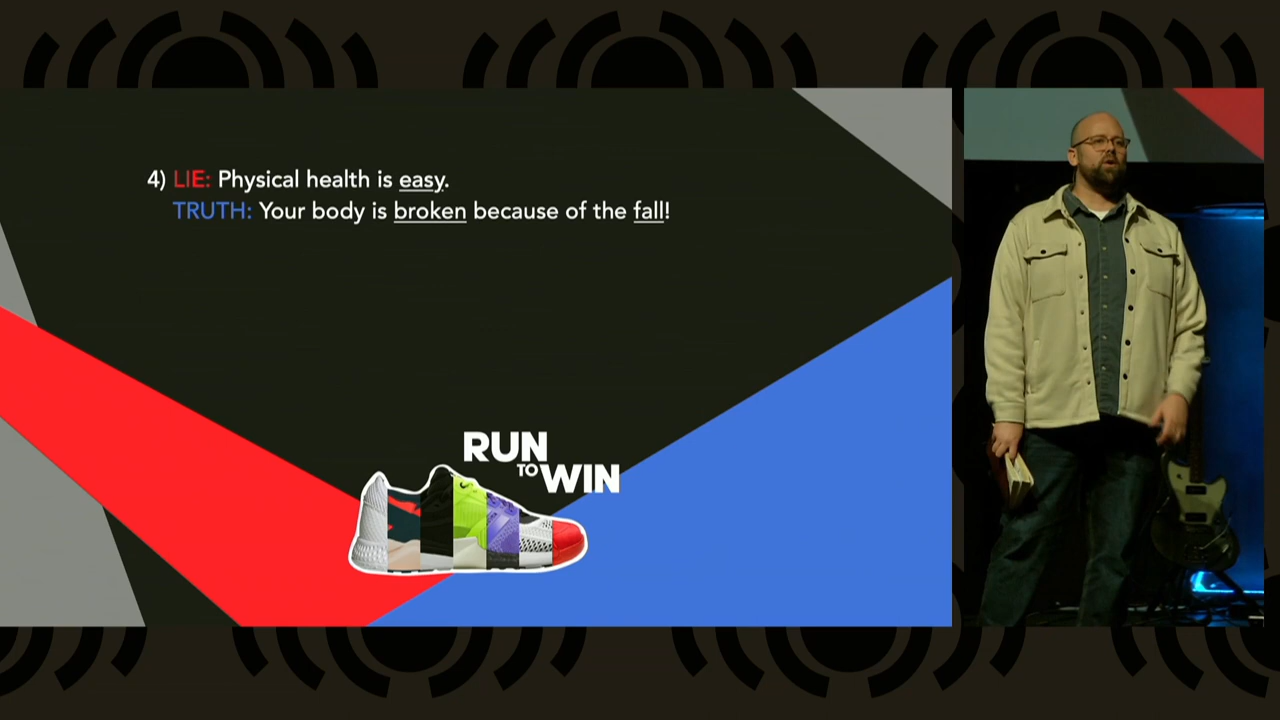 4) LIE: Physical health is easy.
TRUTH: Your body is broken because of the fall!
RUN
TO WIN